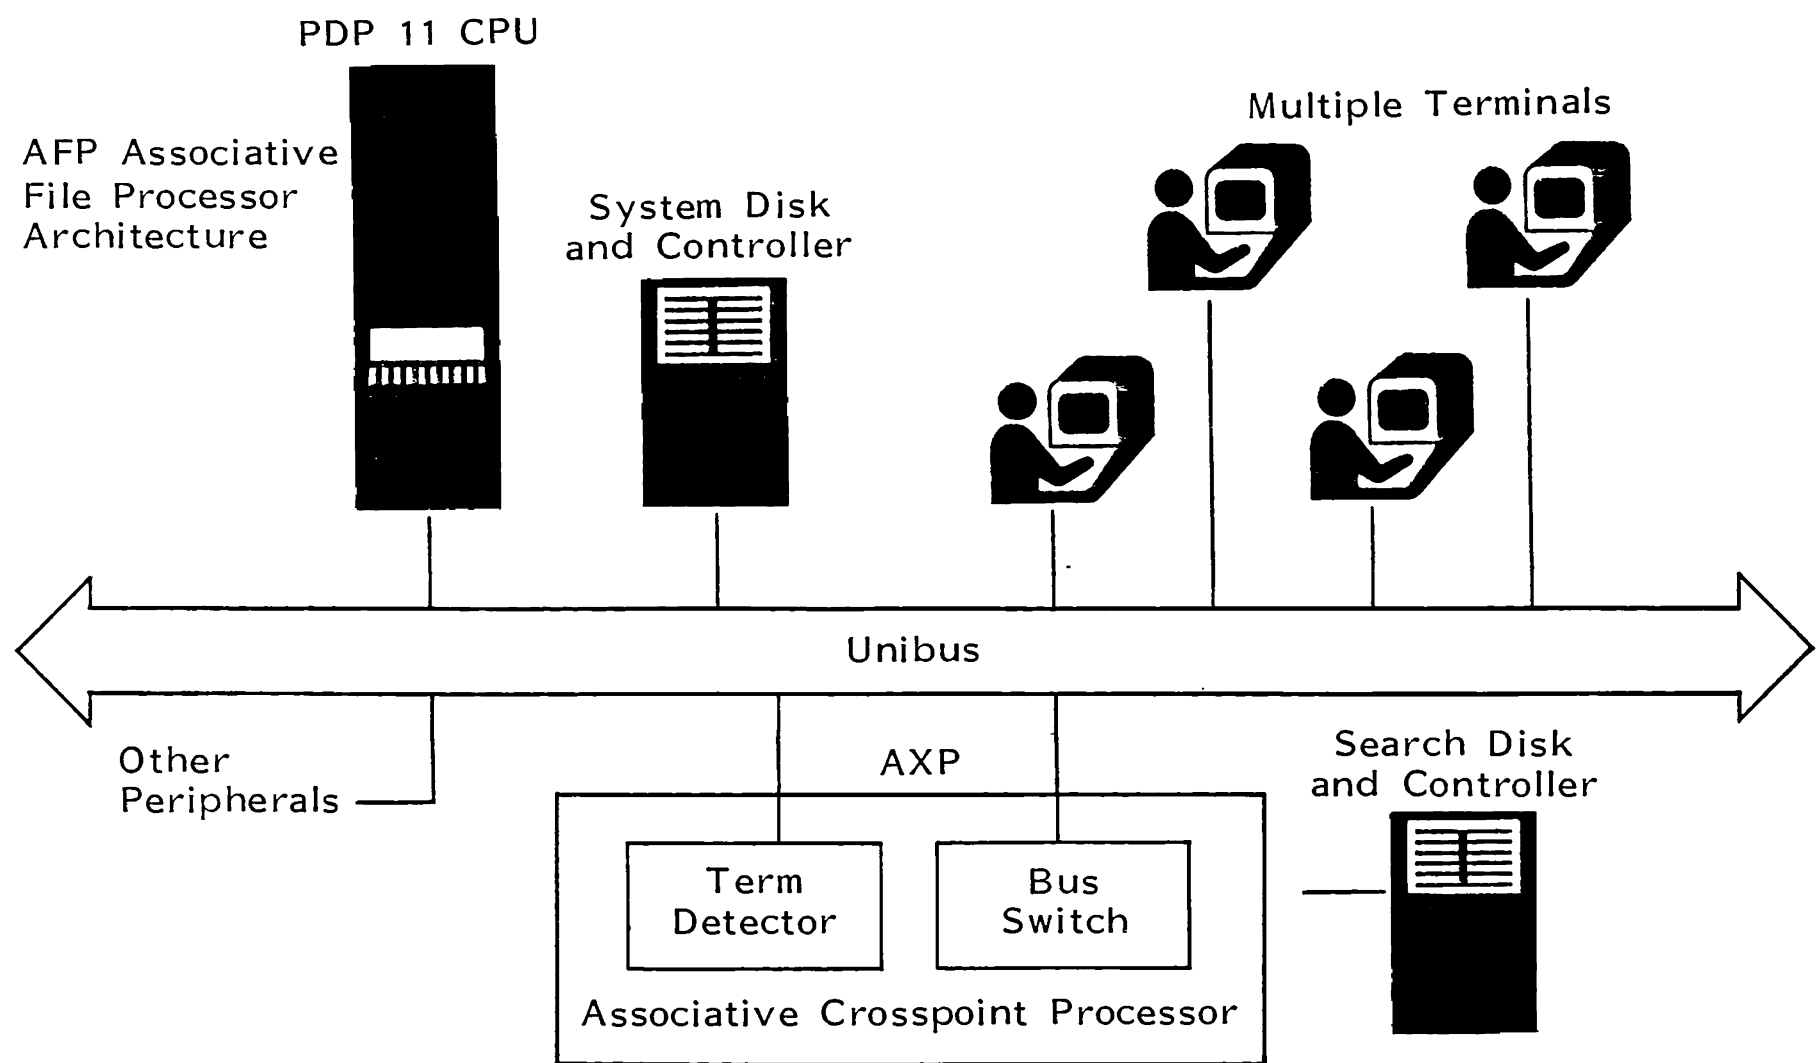 PDP 11 CPU
AFP Associative
File Processor
Architecture
System Disk
and Controller
Multiple Terminals
Unibus
Other
Peripherals
AXP
Term
Detector
Bus
Switch
Associative Crosspoint Processor
Search Disk
and Controller